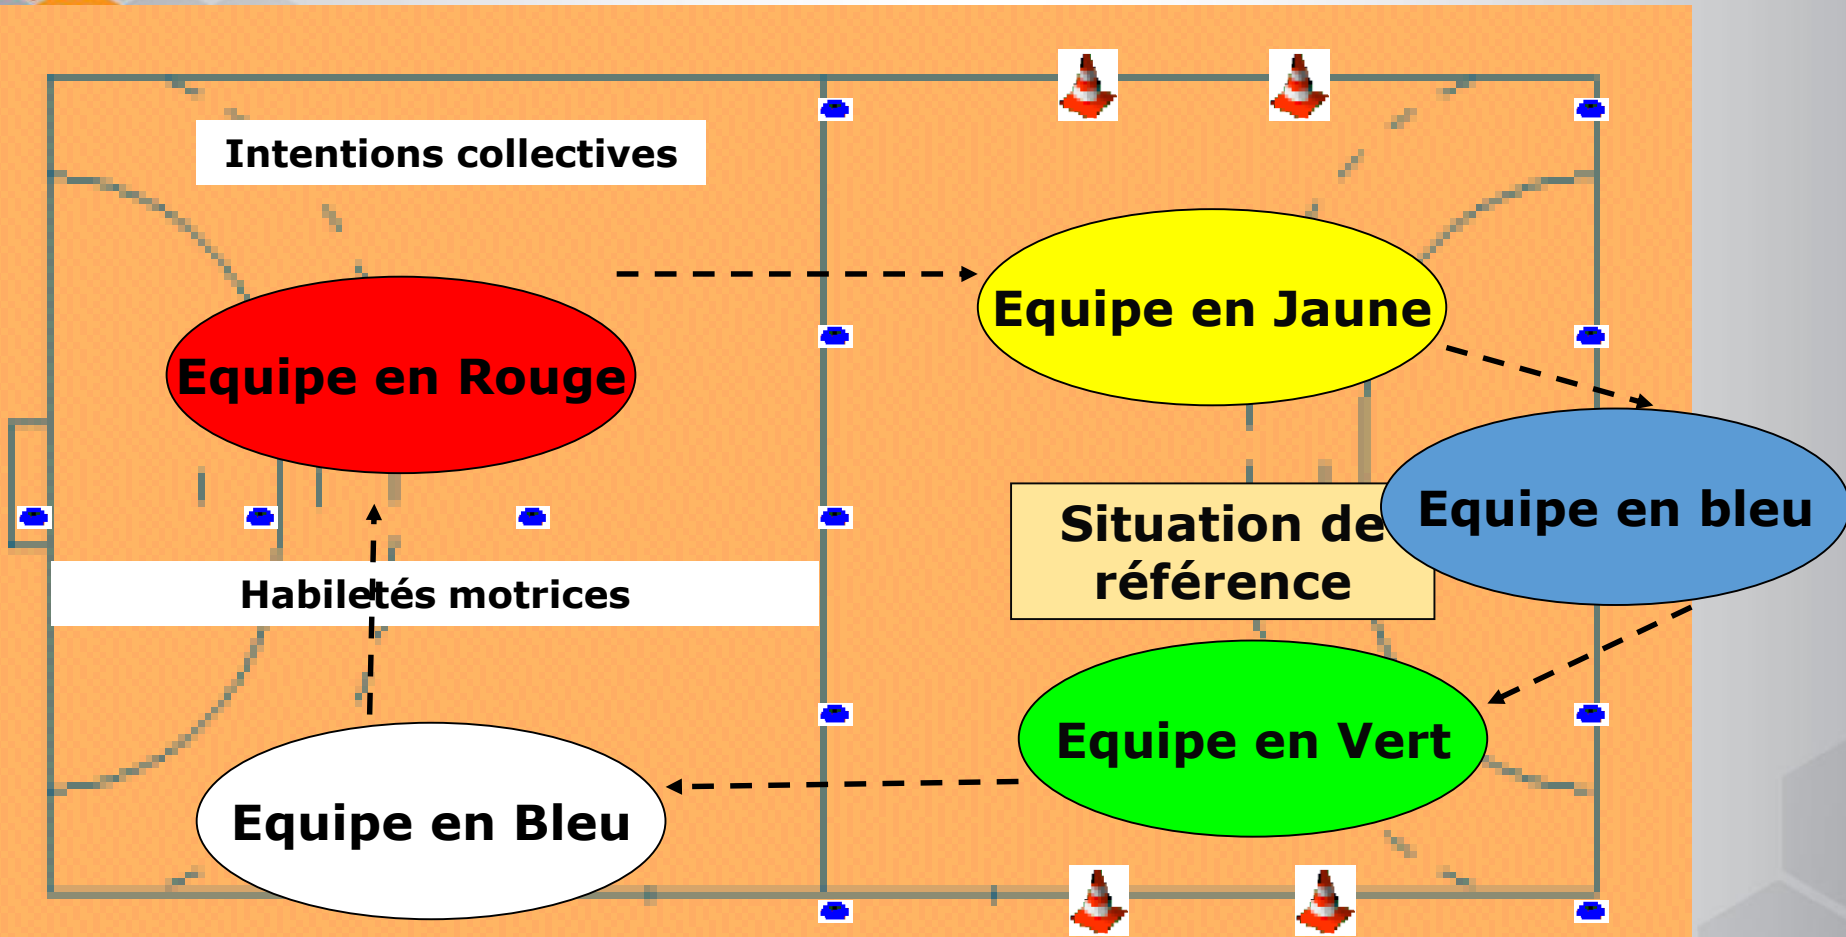 Intentions collectives
Equipe en Jaune
Equipe en Rouge
Situation de
référence
Equipe en bleu
Habiletés motrices
Equipe en Vert
Equipe en Bleu